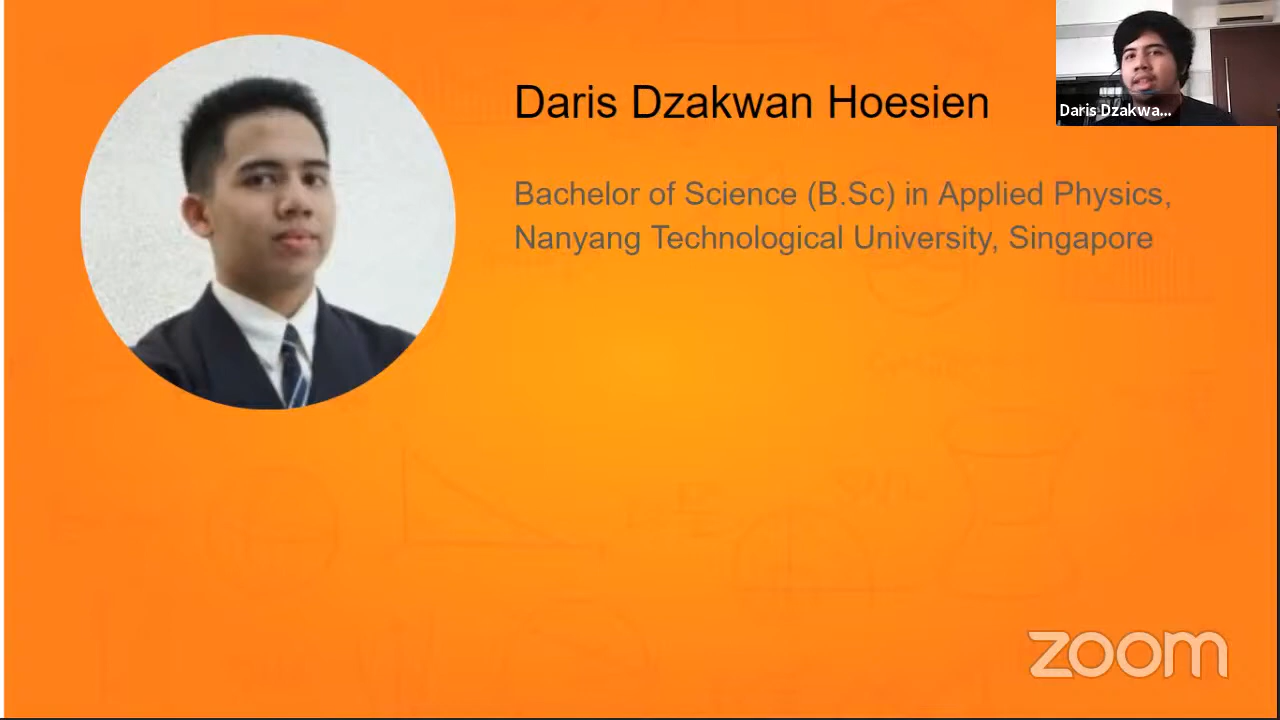 Daris Dzakwan Hoesien
Daris Dzakwa...
Bachelor of Science (B.Sc) in Applied Physics,
Nanyang Technological University, Singapore
zoom